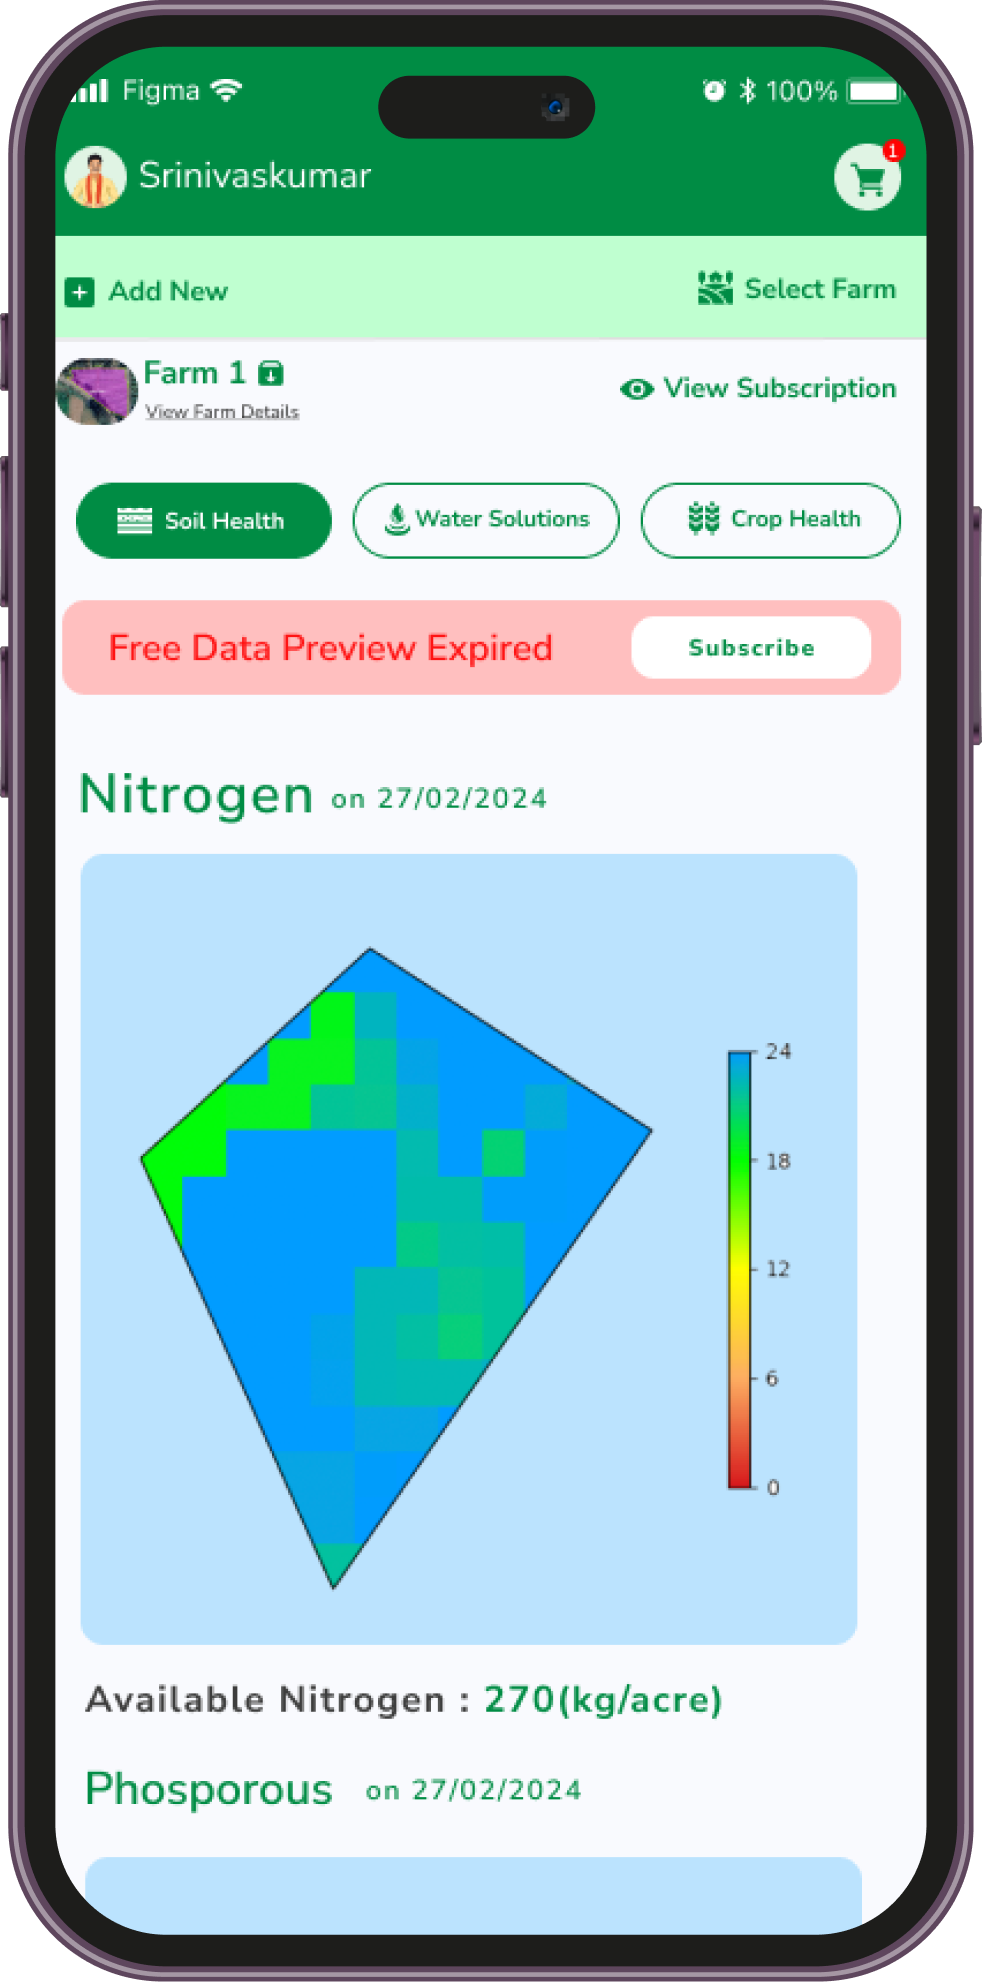 Figma 100%
Srinivaskumar 1
Add New Select Farm
Farm 1 View Subscription
View Farm Details
Soil Health Water Solutions Crop Health
Free Data Preview Expired Subscribe
Nitrogen on 27/02/2024
24
18
12
6
0
Available Nitrogen : 270(kg/acre)
Phosporous on 27/02/2024